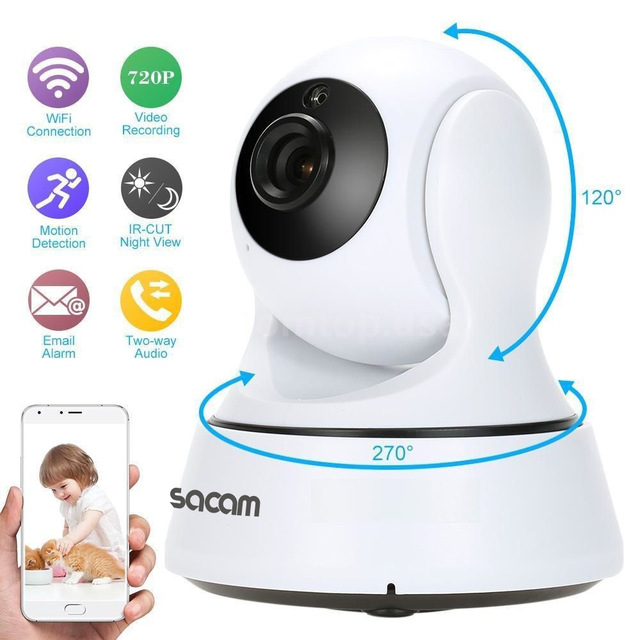 WiFi
Connection
720P
Video
Recording
Motion
Detection
IR-CUT
Night View
Email
Alarm
@
Two-way
Audio
120°
270°
sacam